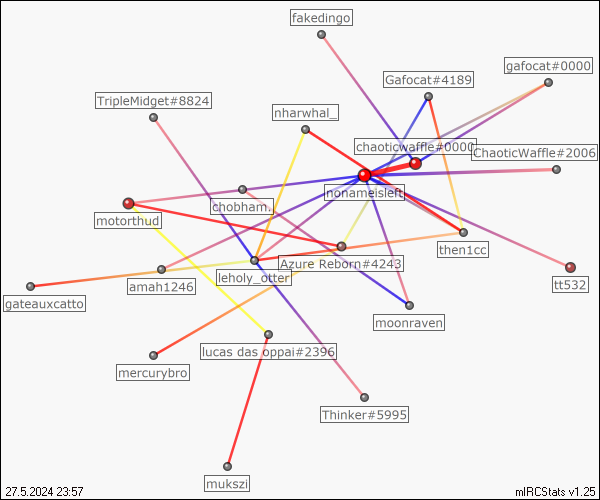 fakedingo
gafocat#0000
Gafocat#4189
TripleMidget#8824
nharwhal_
chaoticwaffle#0000
ChaoticWaffle#2006
nonameisleft
chobham.
motorthud
then1cc
Azure Reborn#4243
leholy_otter
tt532
amah1246
gateauxcatto
moonraven
lucas das oppai#2396
mercurybro
Thinker#5995
mukszi
27.5.2024 23:57
mIRCStats v1.25